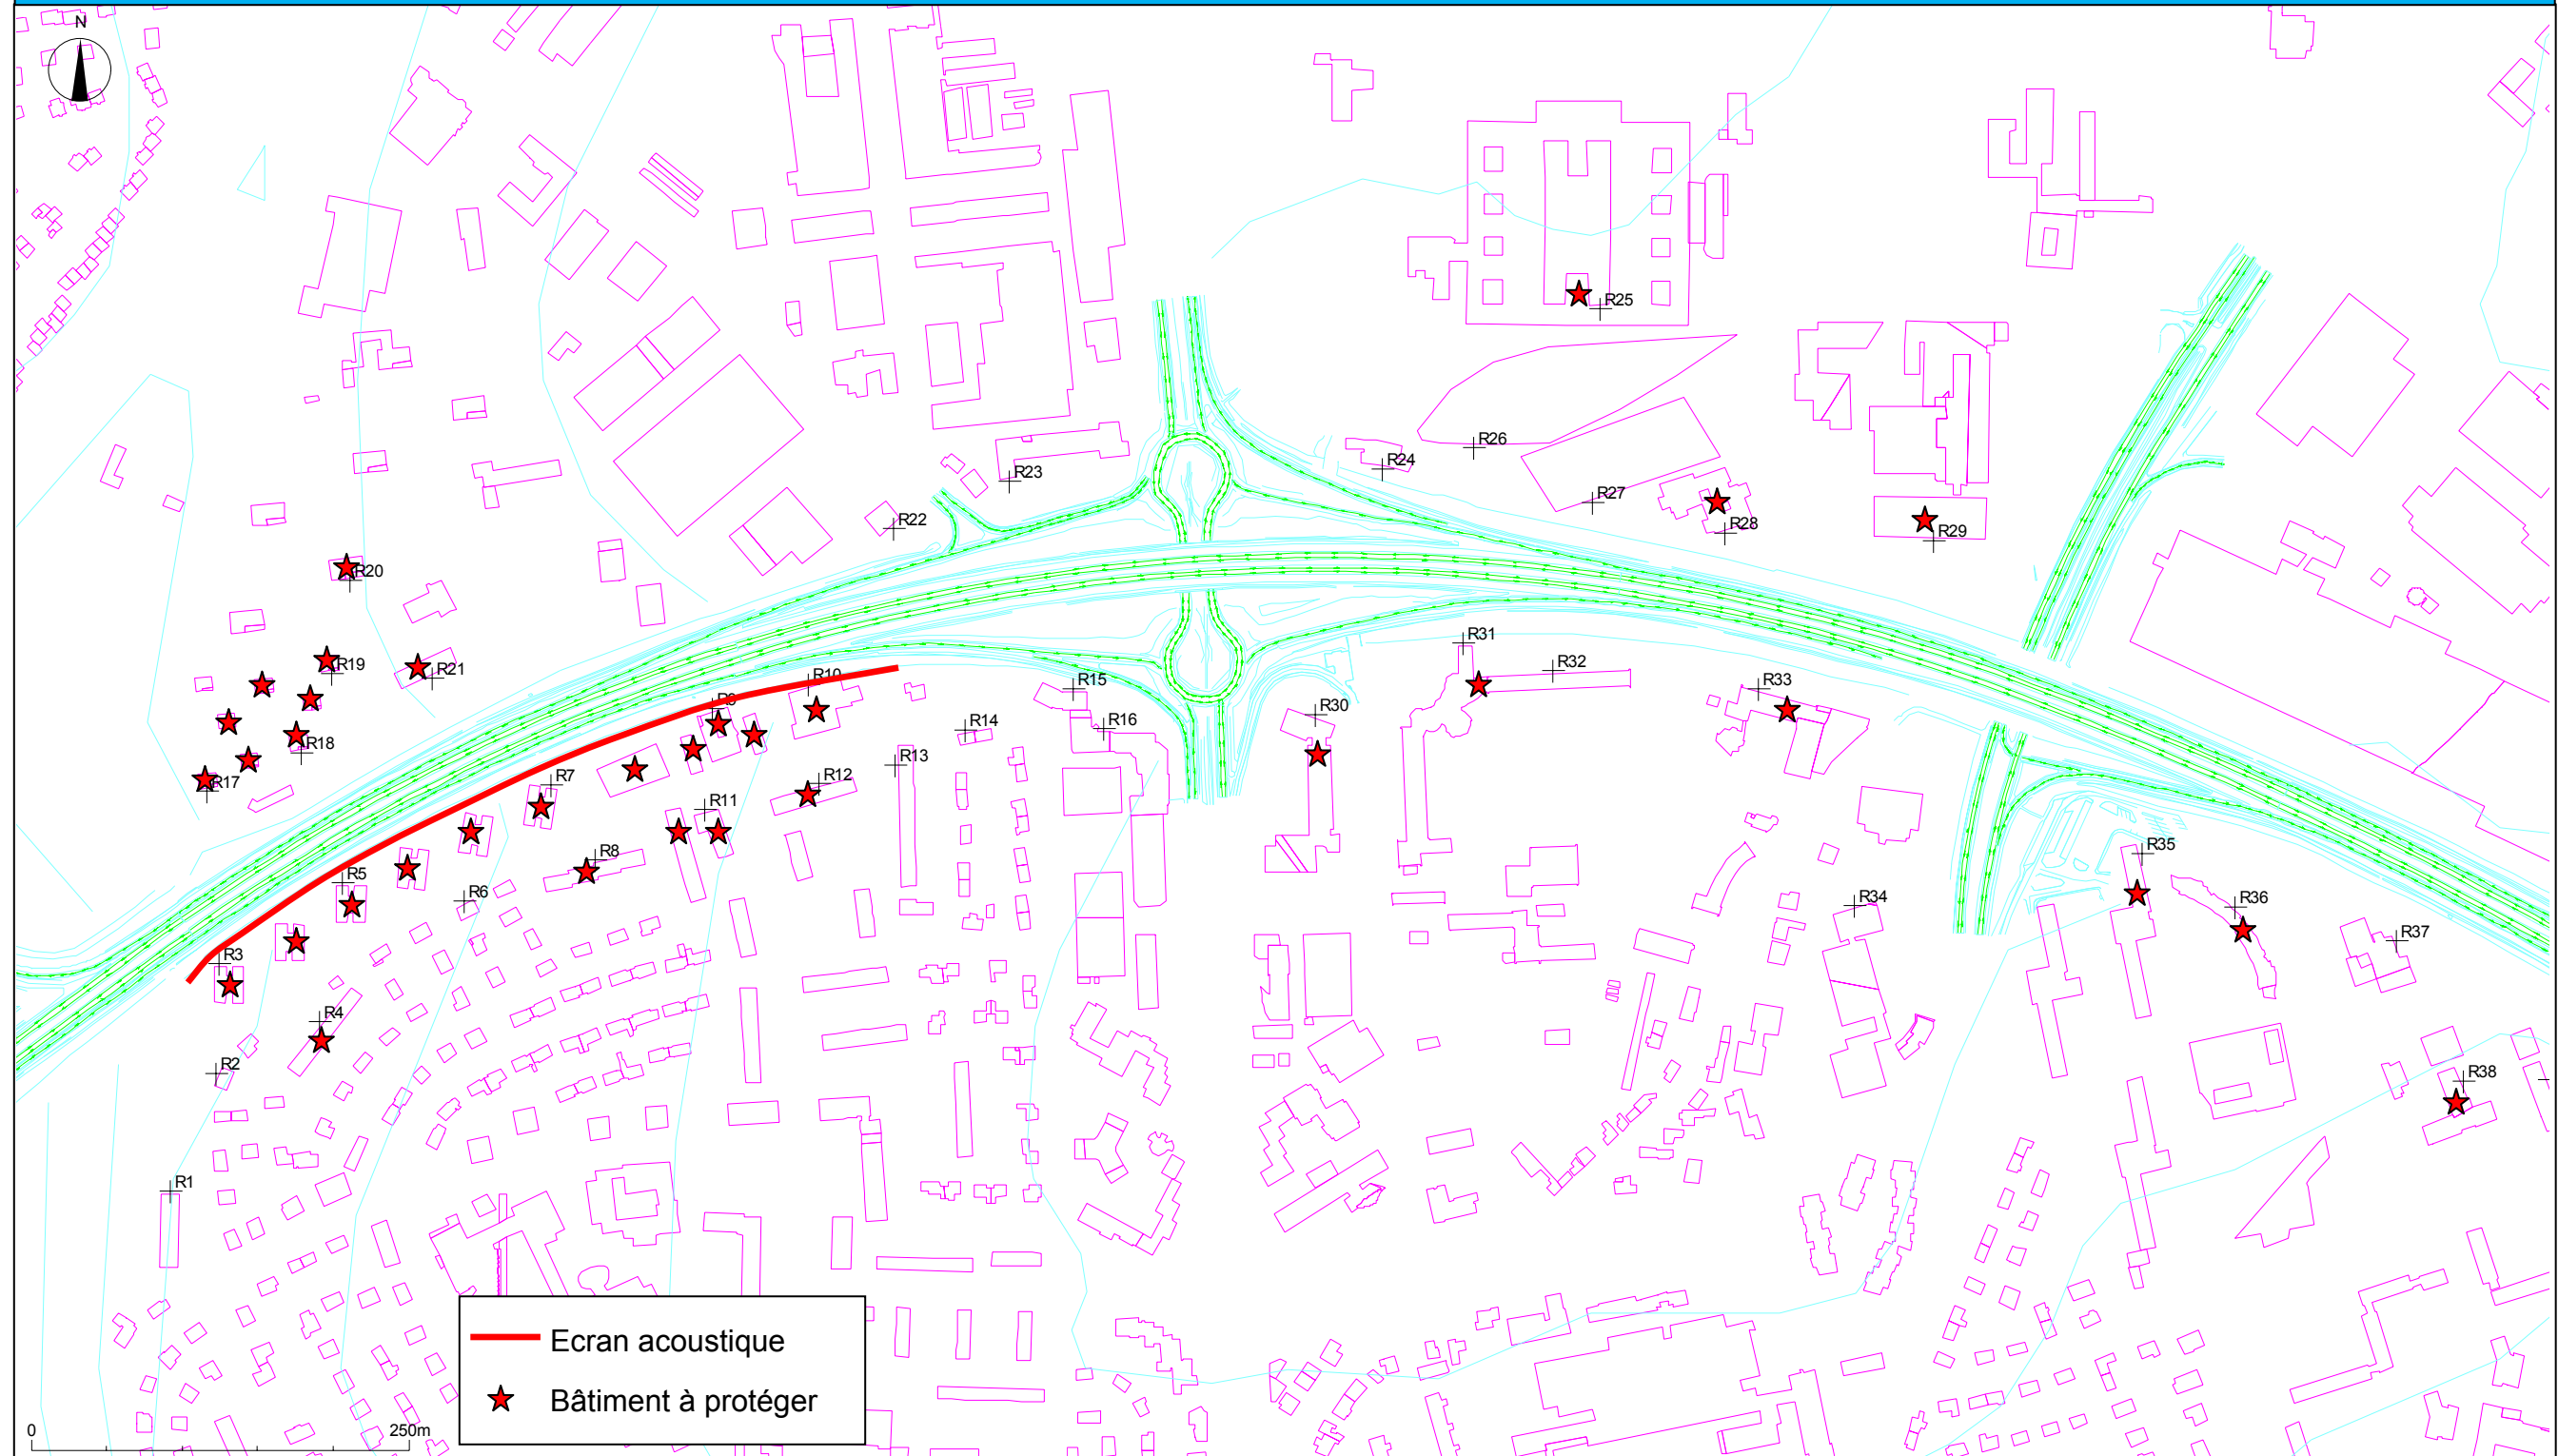 N
R25
R26
R24
R23
R27
R22
R28
R29
R20
R31
R19
R21
R32
R10
R15
R33
R9
R30
R14
R16
R18
R13
R17
R7
R12
R11
R35
R8
R5
R6
R34
R36
R37
R3
R4
R2
R38
R1
Ecran acoustique
Bâtiment à protéger
0
250m